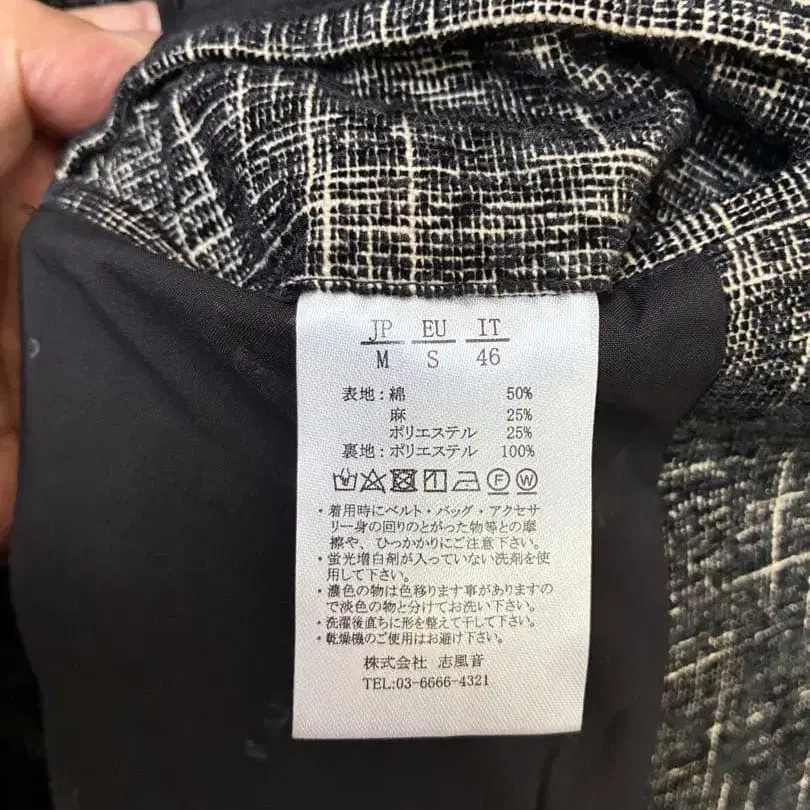 JP EU IT
M S 46
表地:綿 50%
麻 25%
ポリエステル 25%
裏地:ポリエステル 100%
・着用時にベルト・バッグ・アクセサ
リー身の回りのとがった物等との摩
擦や、ひっかかりにご注意下さい。
・蛍光増白剤が入っていない洗剤を使
用して下さい。
・濃色の物は色移ります事がありますの
で淡色の物と分けてお洗い下さい。
・洗濯後直ちに形を整えて干して下さい。
・乾燥機のご使用はお避け下さい。
株式会社 志風音
TEL:03-6666-4321